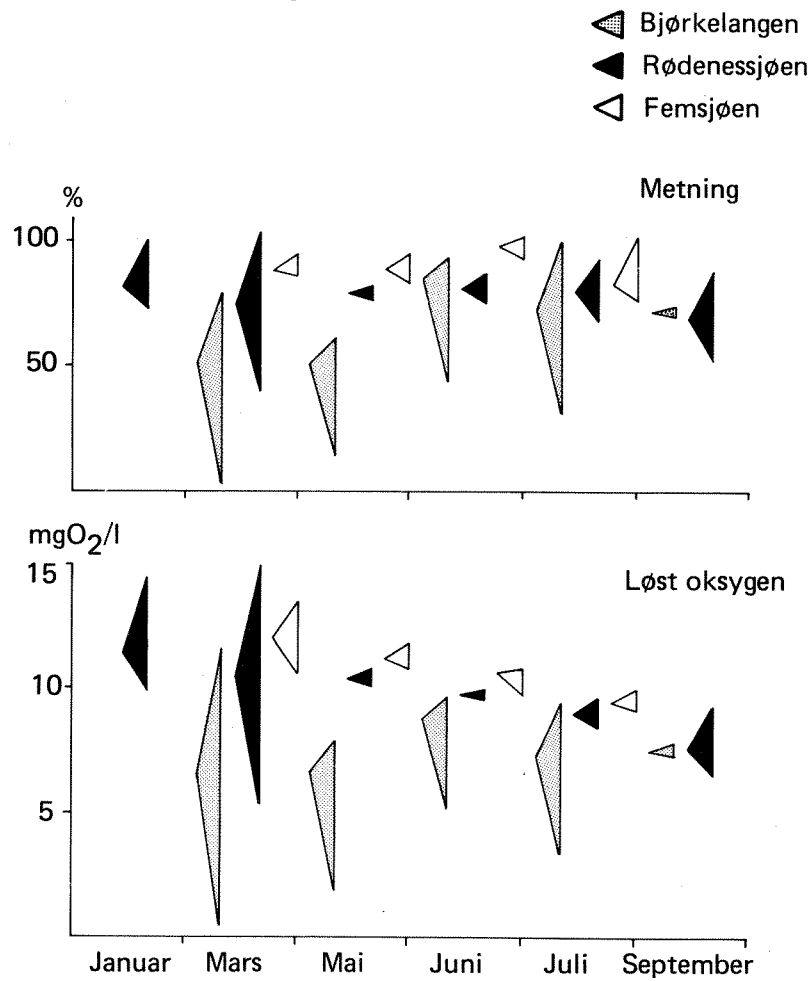 Bjørkelangen
Rødenessjøen
Femsjøen
Metning
%
100
50
mgO2/l
Løst oksygen
15
10
5
Januar Mars Mai Juni Juli September